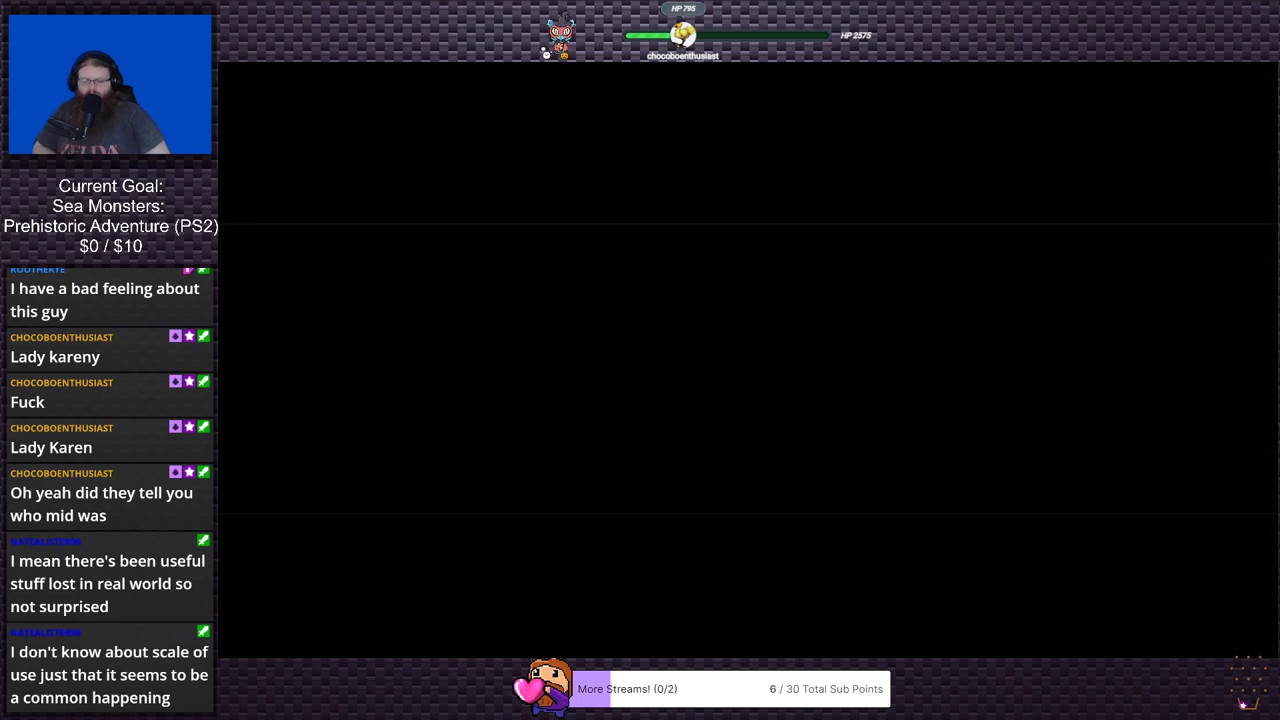 HP 795
HP 2575
chocoboenthusiast
Current Goal:
Sea Monsters:
Prehistoric Adventure (PS2)
$0 / $10
ROOTHERYE
I have a bad feeling about
this guy
CHOCOBOENTHUSIAST
Lady kareny
CHOCOBOENTHUSIAST
Fuck
CHOCOBOENTHUSIAST
Lady Karen
CHOCOBOENTHUSIAST
Oh yeah did they tell you
who mid was
I mean there's been useful
stuff lost in real world so
not surprised
I don't know about scale of
use just that it seems to be
a common happening
More Streams! (0/2)
6 / 30 Total Sub Points